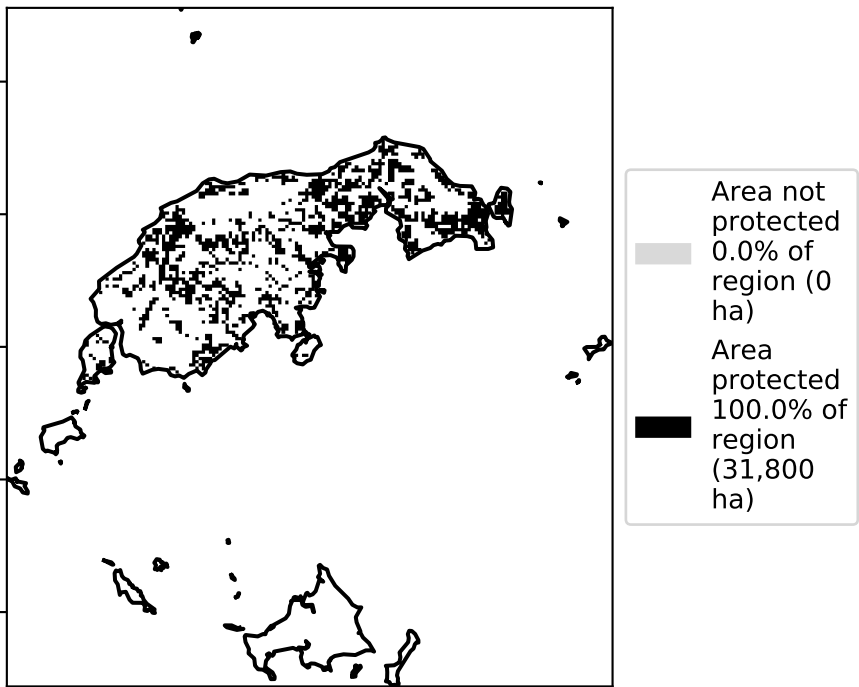 Area not
protected
0.0% of
region (0
ha)
Area
protected
100.0% of
region
(31,800
ha)